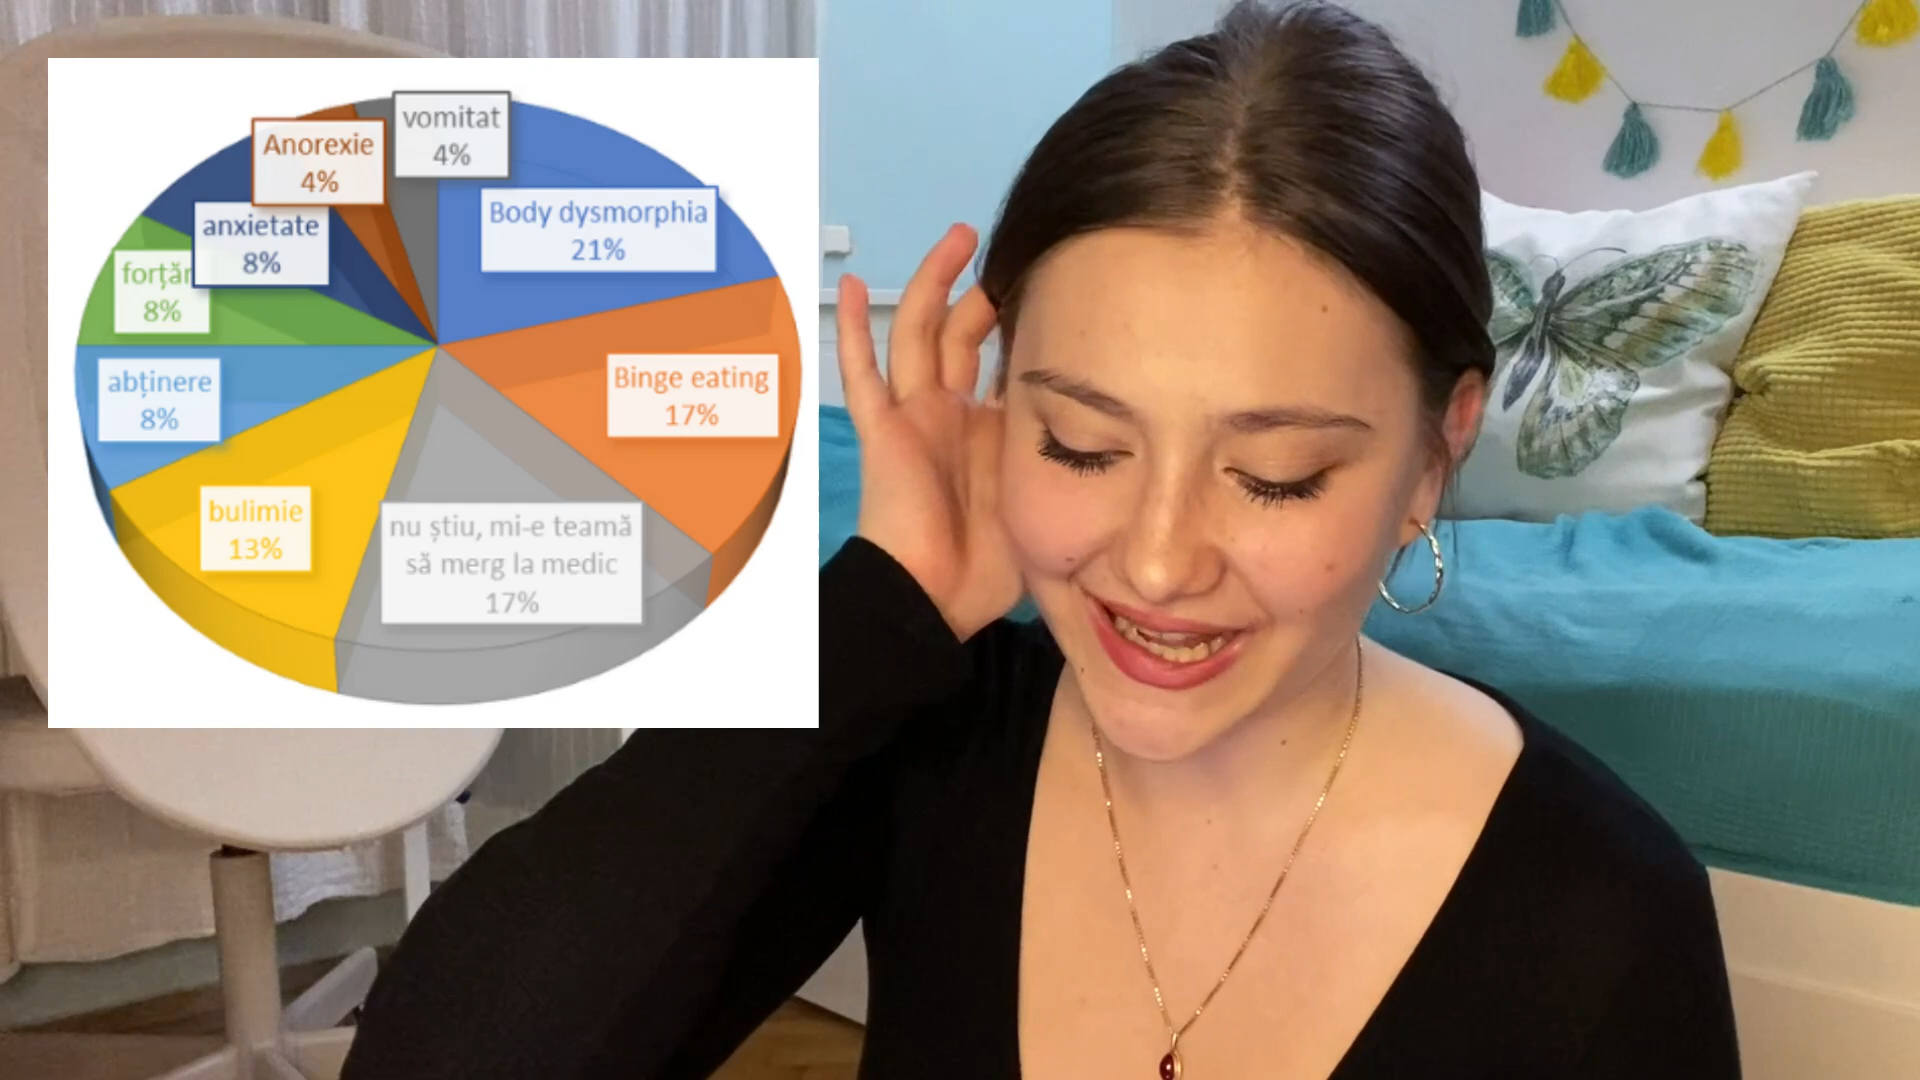 vomitat
4%
Anorexie
4%
Body dysmorphia
21%
anxietate
8%
8%
Binge eating
17%
abținere
8%
bulimie
13%
nu știu, mi-e teamă
să merg la medic
17%